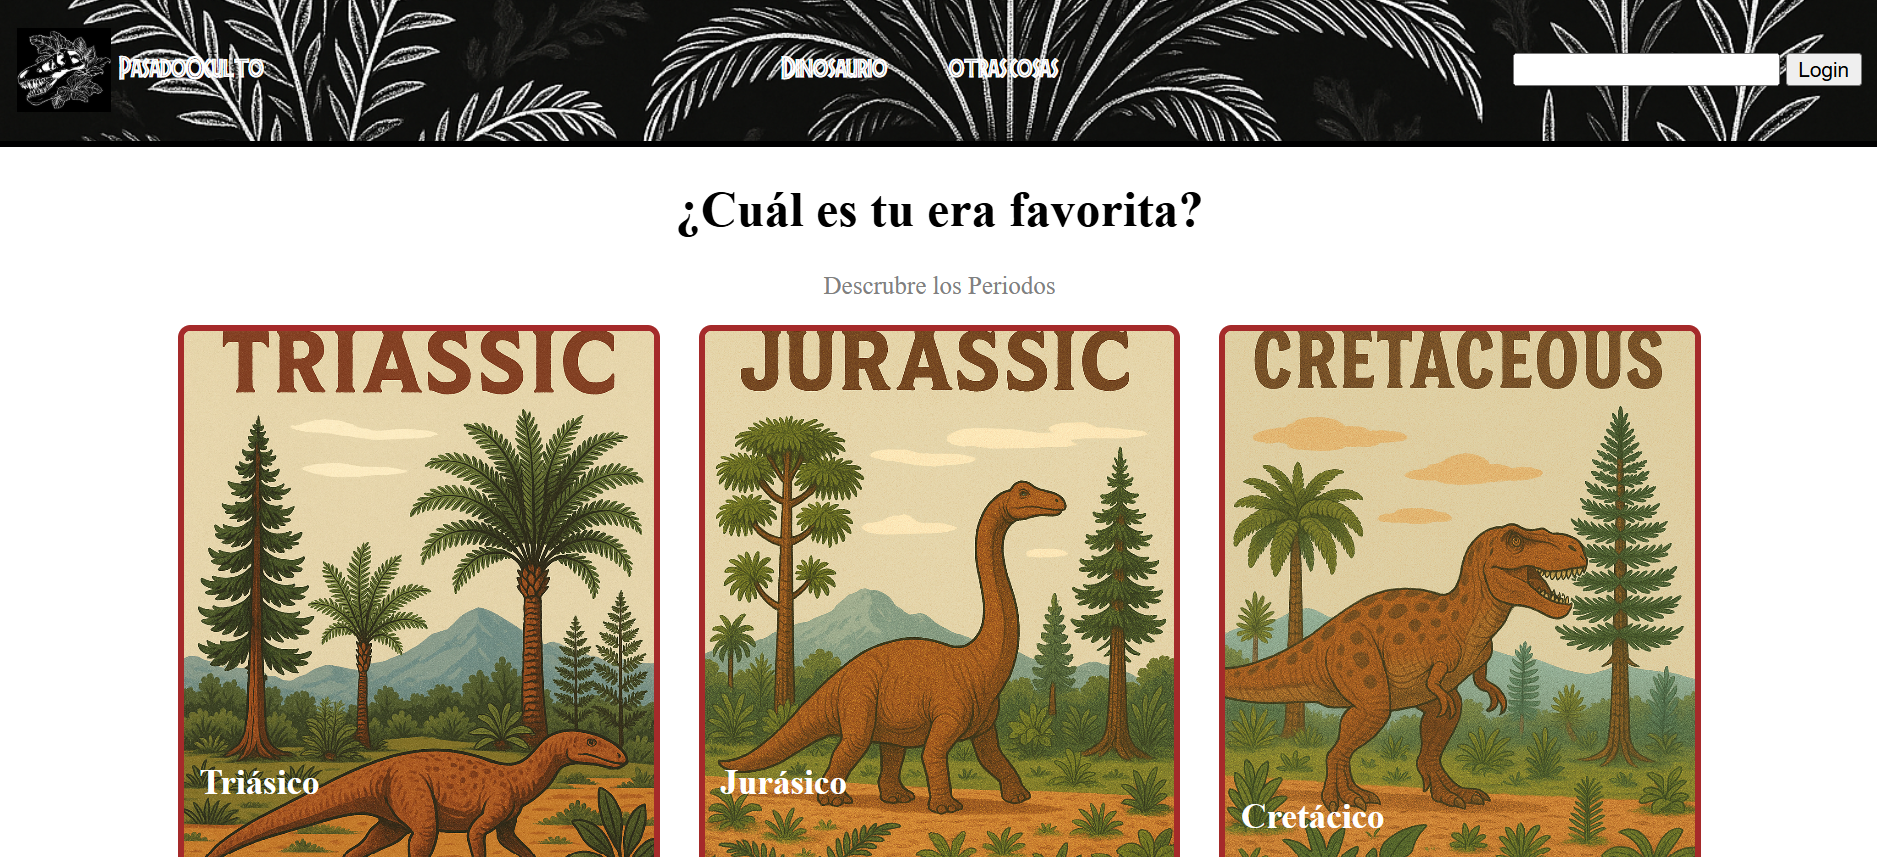 PasadoOculto
Dinosaurio
otrascosas
Login
¿Cuál es tu era favorita?
Descrubre los Periodos
TRIASSIC
JURASSIC
CRETACEOUS
Triásico
Jurásico
Cretácico